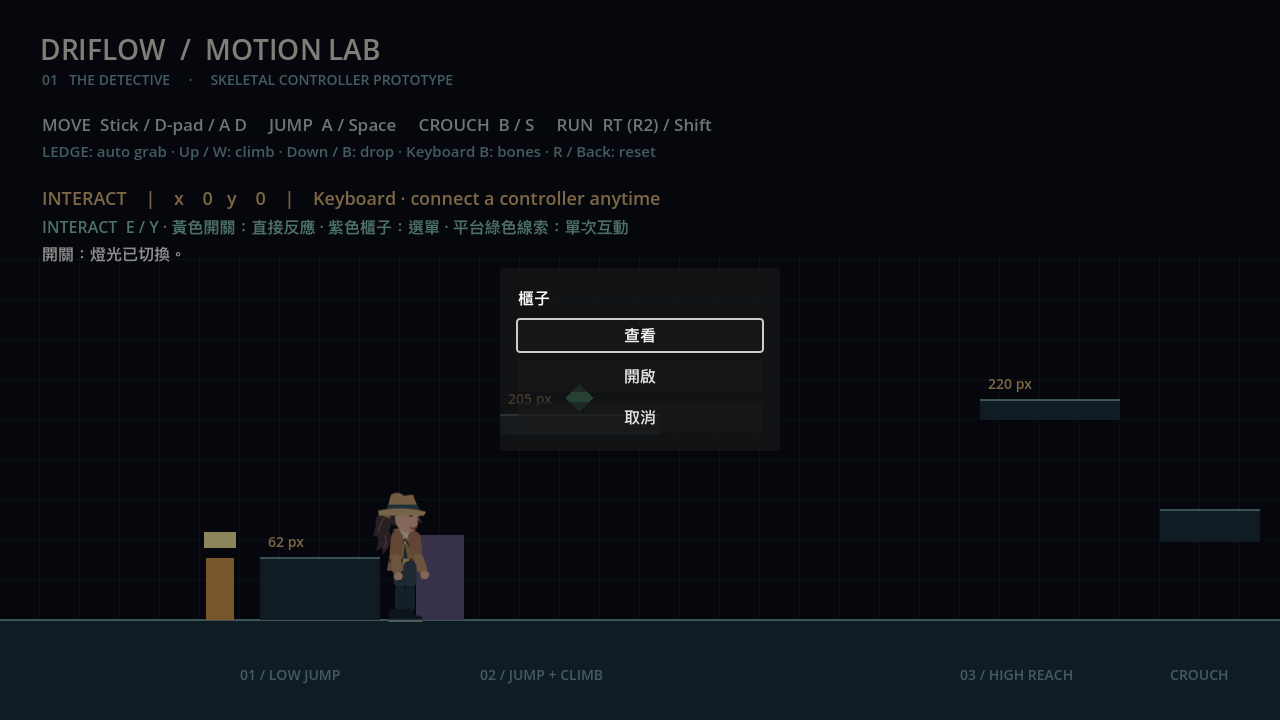 DRIFLOW / MOTION LAB
01 THE DETECTIVE · SKELETAL CONTROLLER PROTOTYPE
MOVE Stick / D-pad / A D JUMP A / Space CROUCH B / S RUN RT (R2) / Shift
LEDGE: auto grab · Up / W: climb · Down / B: drop · Keyboard B: bones · R / Back: reset
INTERACT | x 0 y 0 | Keyboard · connect a controller anytime
INTERACT E / Y · 黃色開關：直接反應 · 紫色櫃子：選單 · 平台綠色線索：單次互動
開關：燈光已切換。
櫃子
查看
開啟
取消
205 px
220 px
62 px
01 / LOW JUMP
02 / JUMP + CLIMB
03 / HIGH REACH
CROUCH